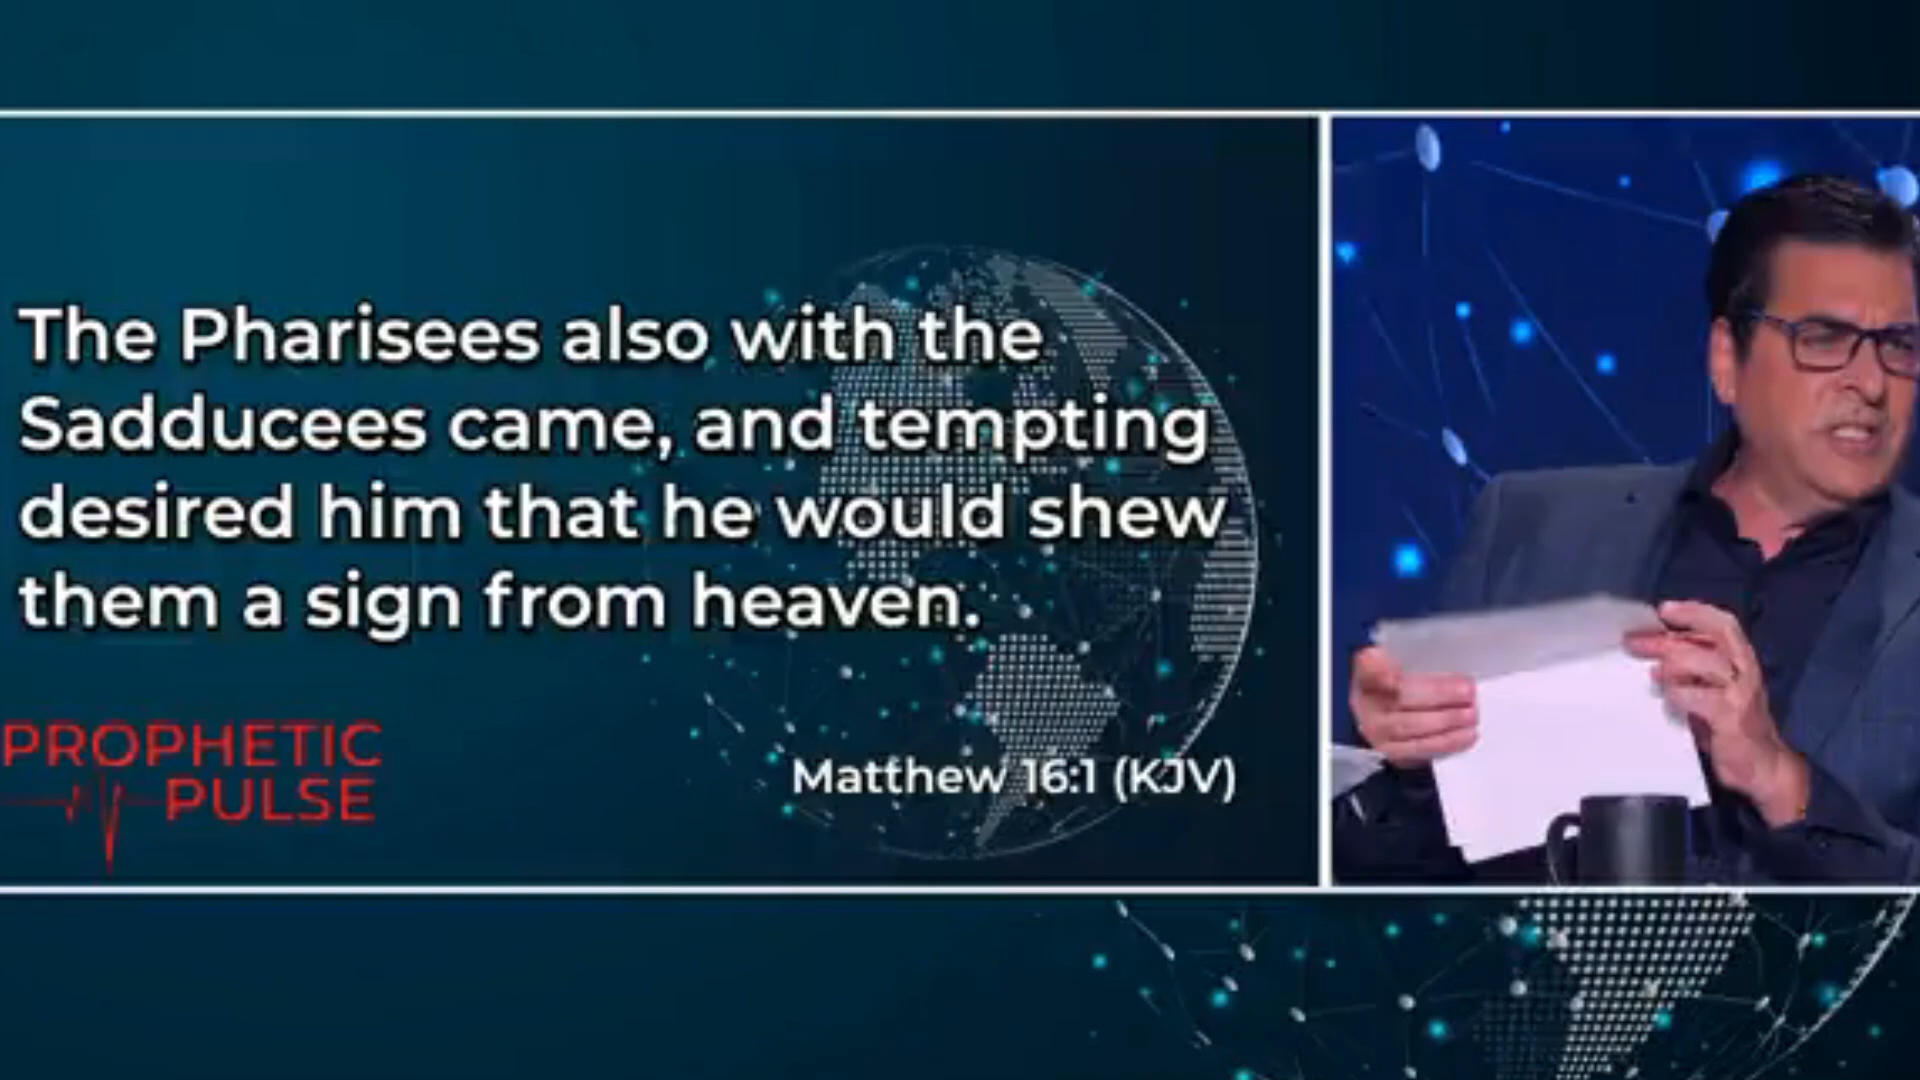 The Pharisees also with the
Sadducees came, and tempting
desired him that he would shew
them a sign from heaven.
Matthew 16:1 (KJV)
PROPHETIC
PULSE